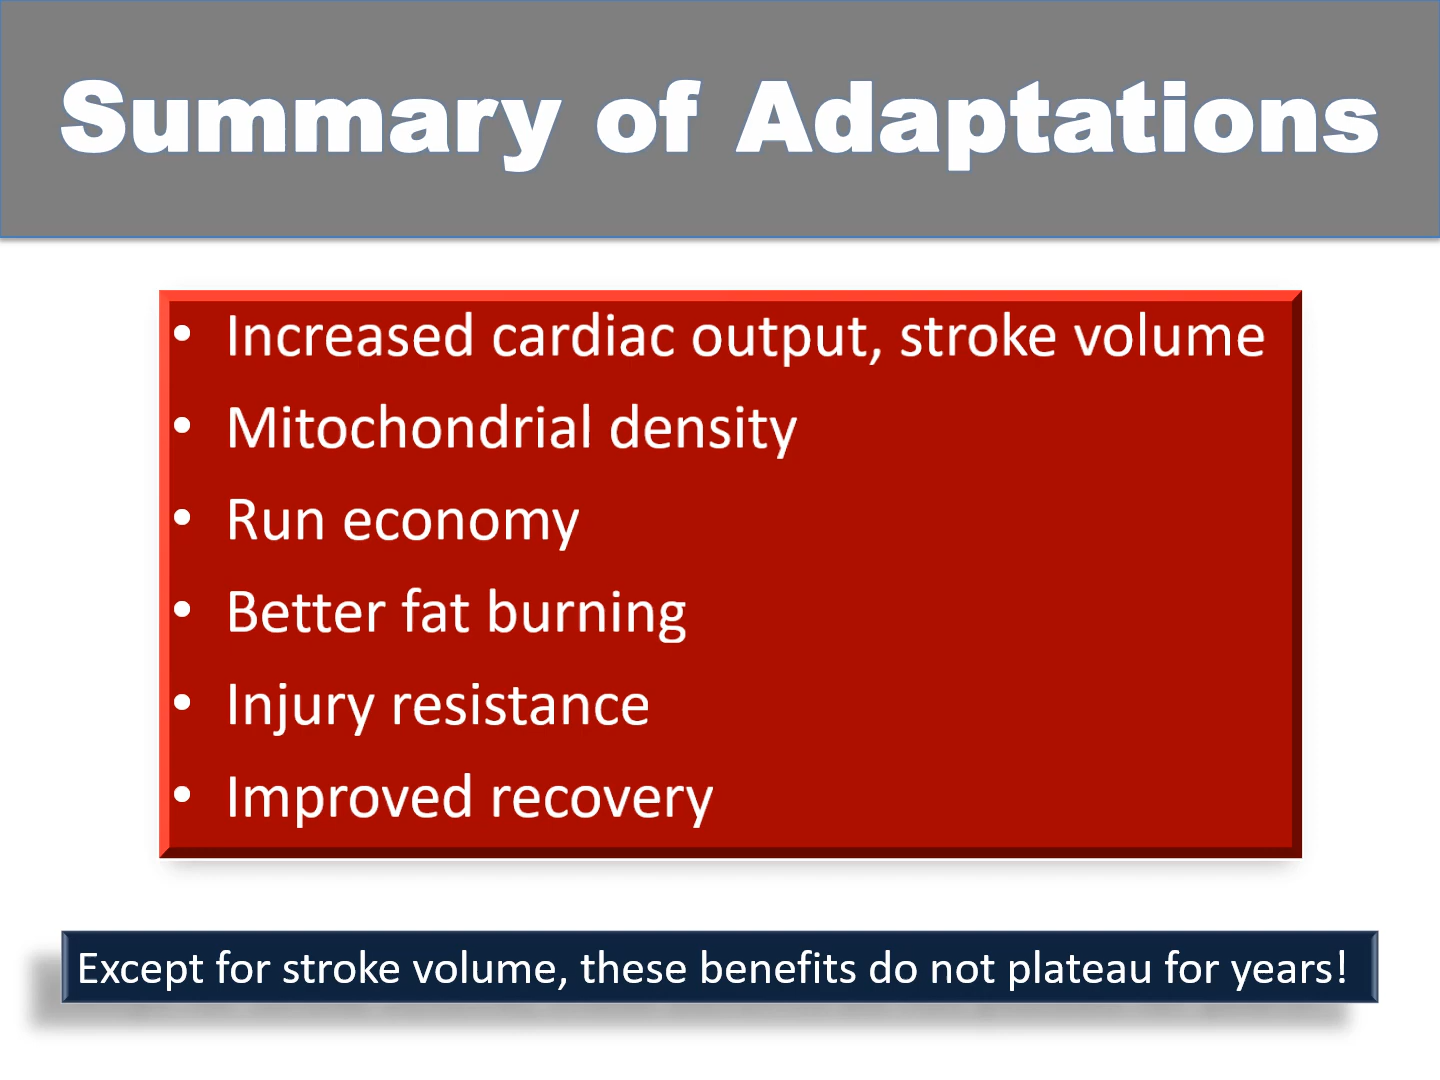 Summary of Adaptations
• Increased cardiac output, stroke volume
• Mitochondrial density
• Run economy
• Better fat burning
• Injury resistance
• Improved recovery
Except for stroke volume, these benefits do not plateau for years!